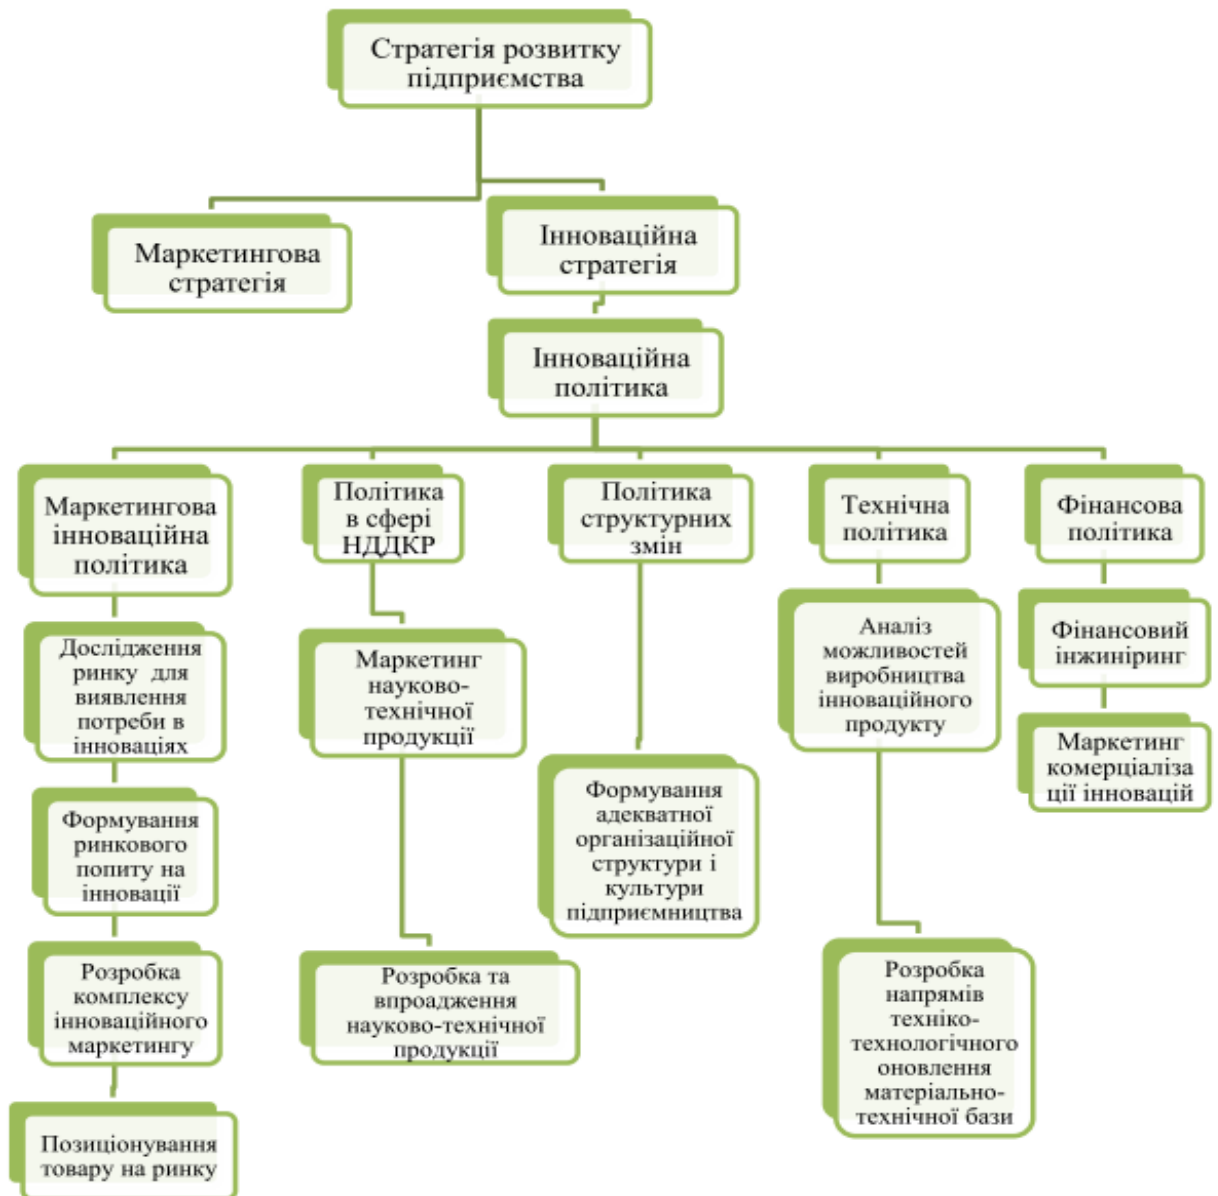 Стратегія розвитку
підприємства
Маркетингова
стратегія
Інноваційна
стратегія
Інноваційна
політика
Маркетингова
інноваційна
політика
Дослідження
ринку для
виявлення
потреби в
інноваціях
Формування
ринкового
попиту на
інновації
Розробка
комплексу
інноваційного
маркетингу
Позиціонування
товару на ринку
Політика
в сфері
НДДКР
Маркетинг
науково-
технічної
продукції
Розробка та
впроадження
науково-технічної
продукції
Політика
структурних
змін
Формування
адекватної
організаційної
структури і
культури
підприємництва
Технічна
політика
Аналіз
можливостей
виробництва
інноваційного
продукту
Розробка
напрямів
техніко-
технологічного
оновлення
матеріально-
технічної бази
Фінансова
політика
Фінансовий
інжиніринг
Маркетинг
комерціаліза
ції інновацій